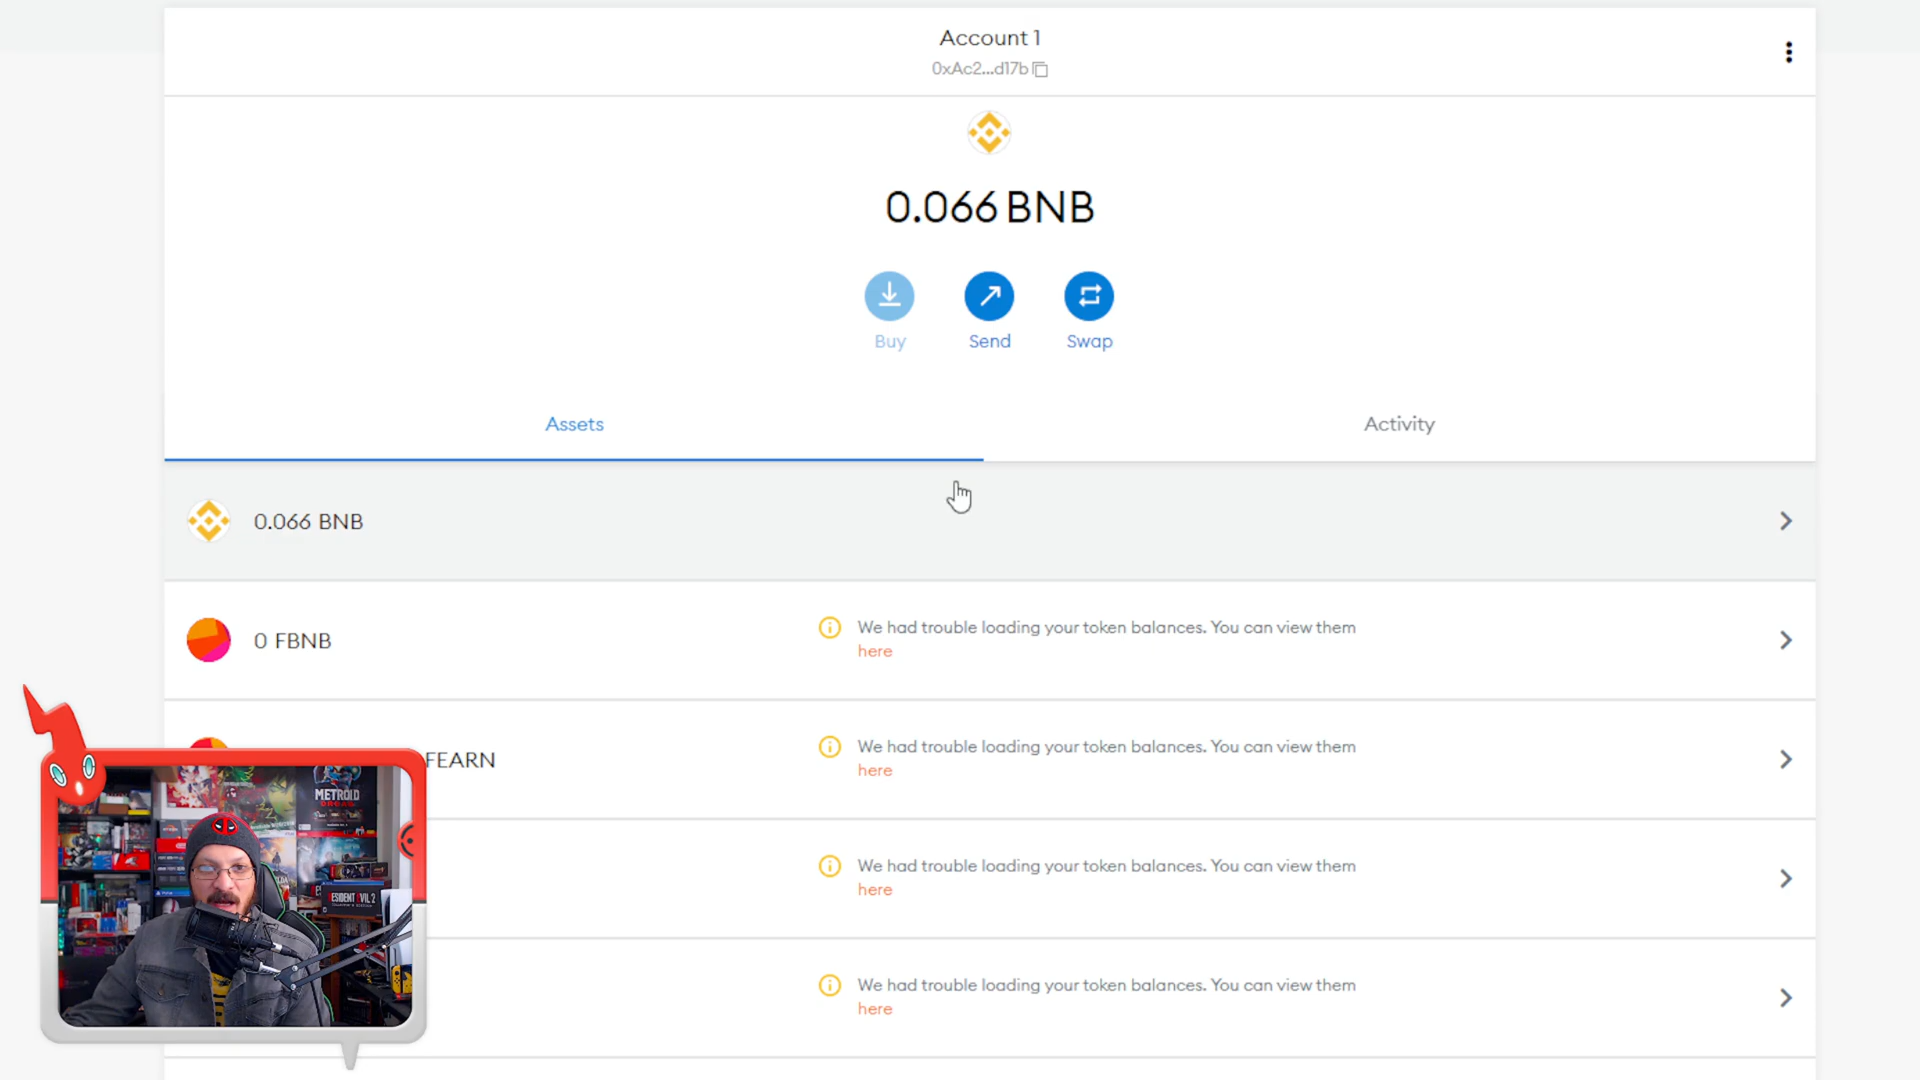 Account 1
0xAc2...d17b
0.066 BNB
Buy
Send
Swap
Assets
Activity
0.066 BNB
0 FBNB
We had trouble loading your token balances. You can view them
here
FEARN
We had trouble loading your token balances. You can view them
here
We had trouble loading your token balances. You can view them
here
We had trouble loading your token balances. You can view them
here
METROID
RESIDENT EVIL 2